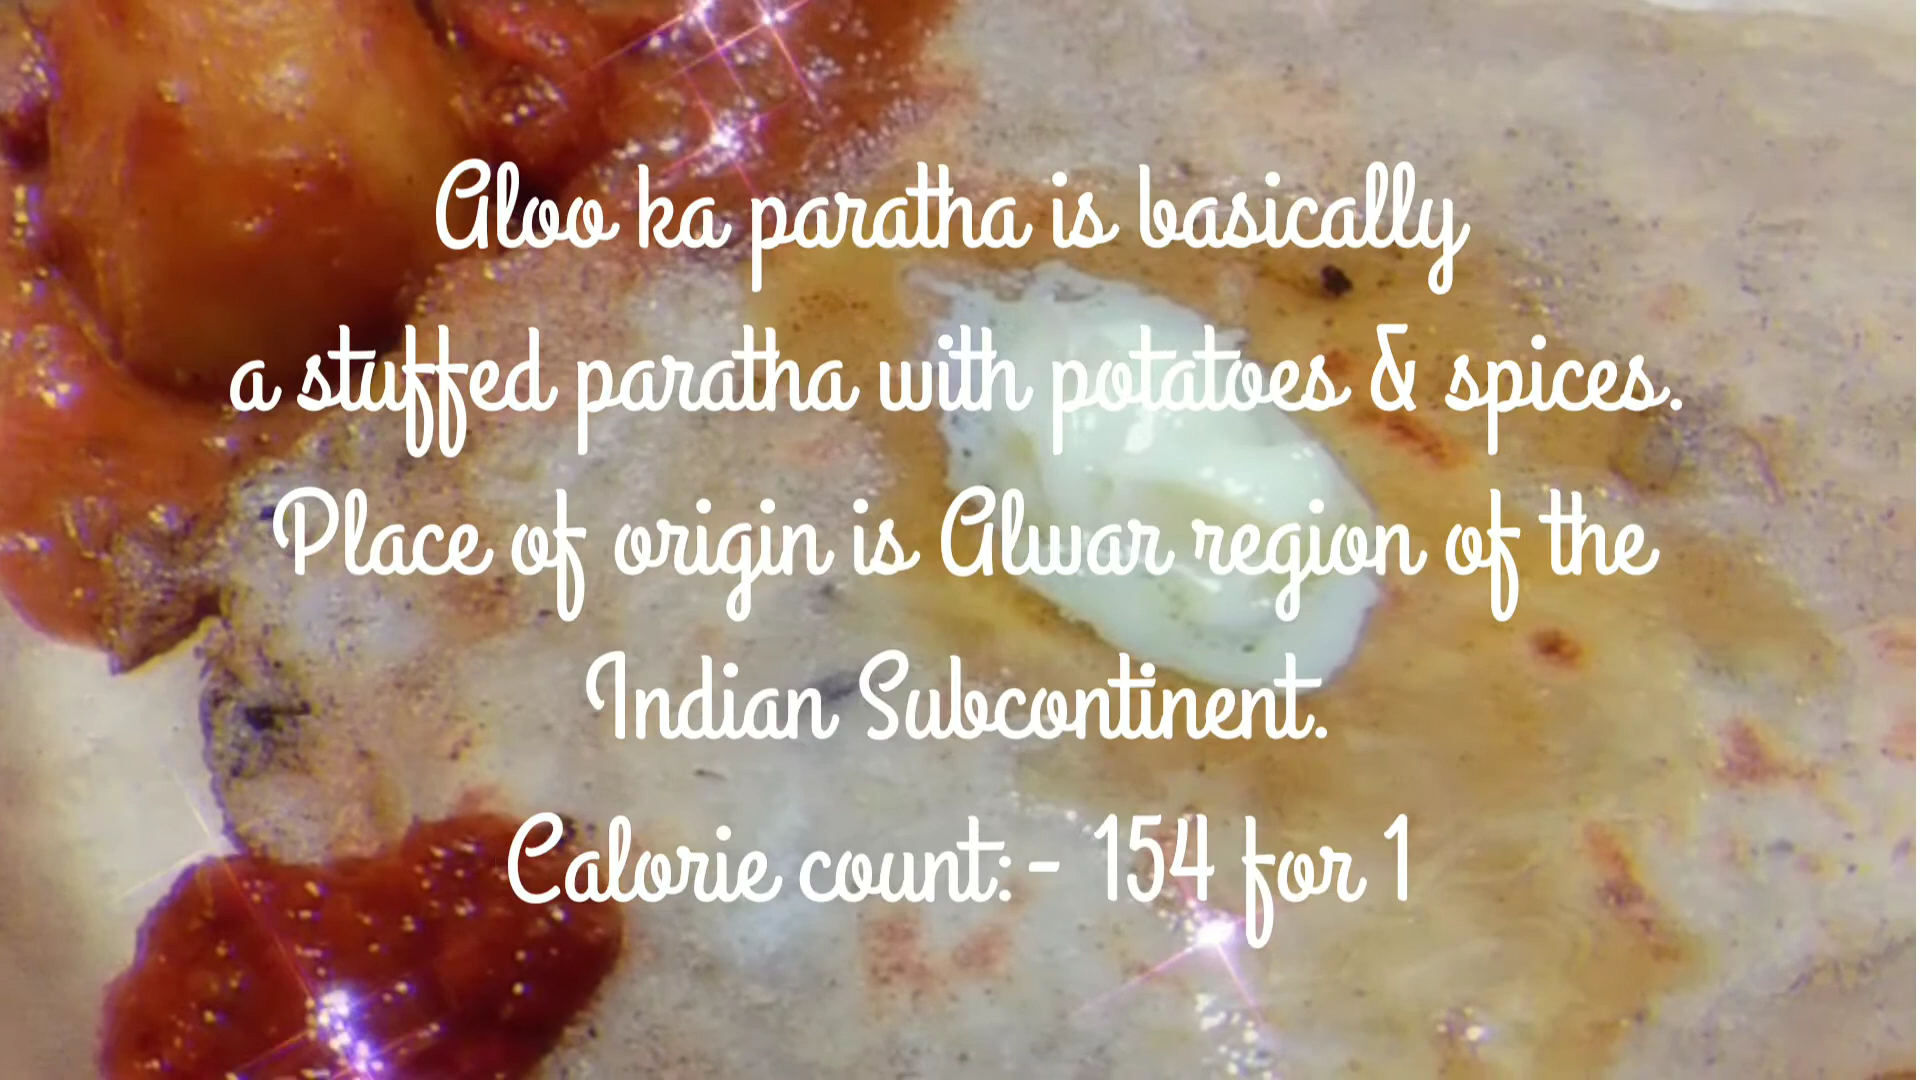 Aloo ka paratha is basically
a stuffed paratha with potatoes & spices.
Place of origin is Alwar region of the
Indian Subcontinent.
Calorie count:- 154 for 1